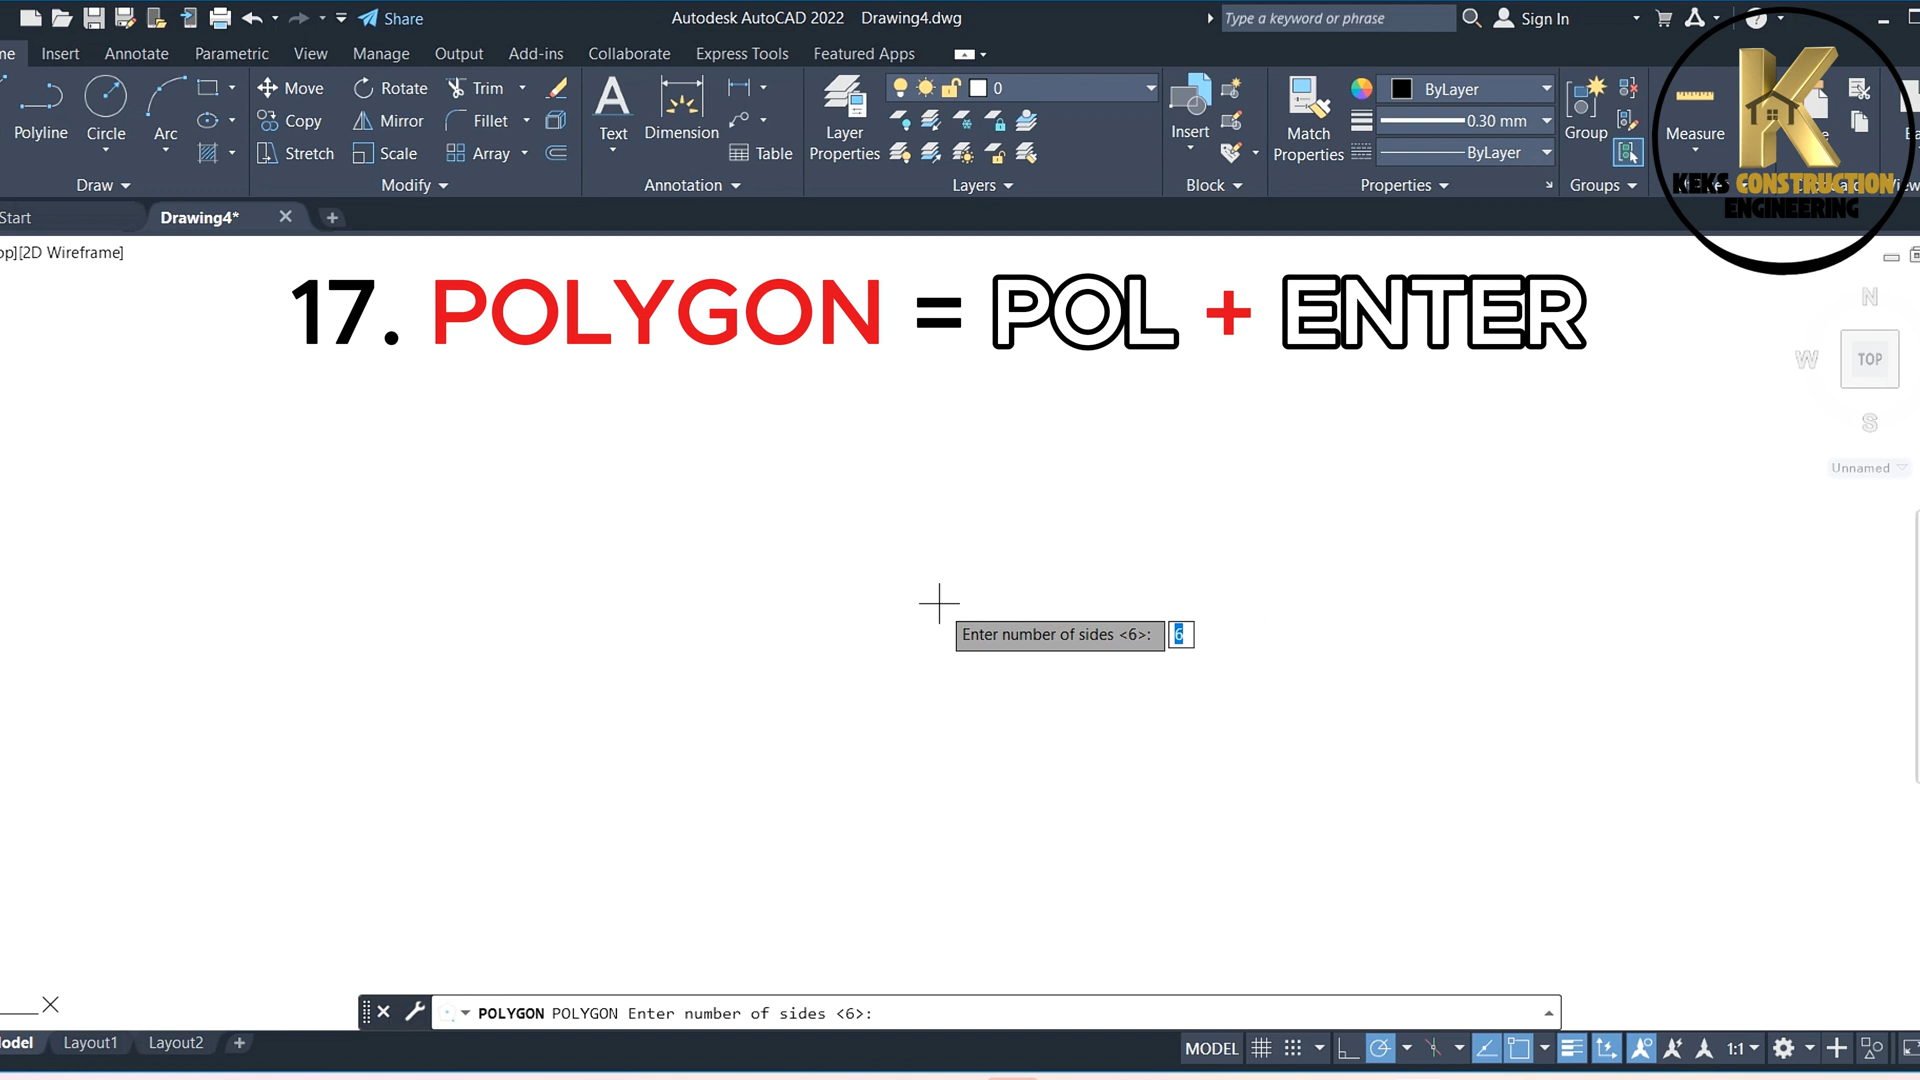 Share
Autodesk AutoCAD 2022 Drawing4.dwg
Type a keyword or phrase
Sign In
me Insert Annotate Parametric View Manage Output Add-ins Collaborate Express Tools Featured Apps
Polyline
Circle
Arc
Move Rotate Trim
Copy Mirror Fillet
Stretch Scale Array
Text
Dimension
Table
Layer
Properties
0
Insert
Match
Properties
ByLayer
0.30 mm
ByLayer
Group
Measure
Draw Modify Annotation Layers Block Properties Groups
K
KEKS CONSTRUCTION
ENGINEERING
Start Drawing4*
op][2D Wireframe]
17. POLYGON = POL + ENTER
N
W TOP
S
Unnamed
Enter number of sides <6>: 6
POLYGON POLYGON Enter number of sides <6>:
Model Layout1 Layout2
MODEL 1:1